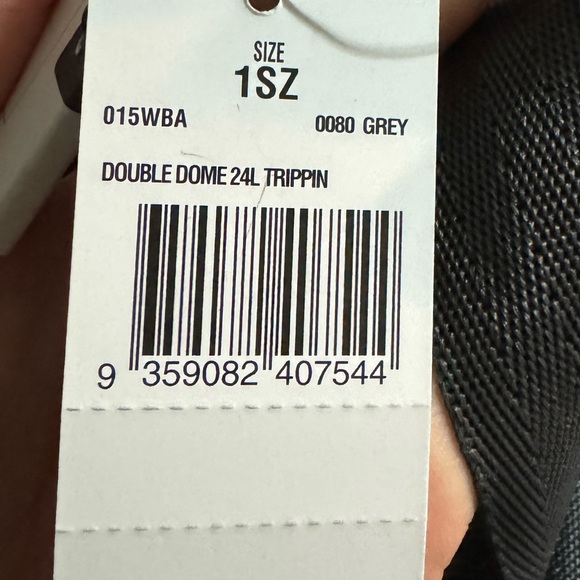 SIZE
1SZ
015WBA 0080 GREY
DOUBLE DOME 24L TRIPPIN
9 359082 407544